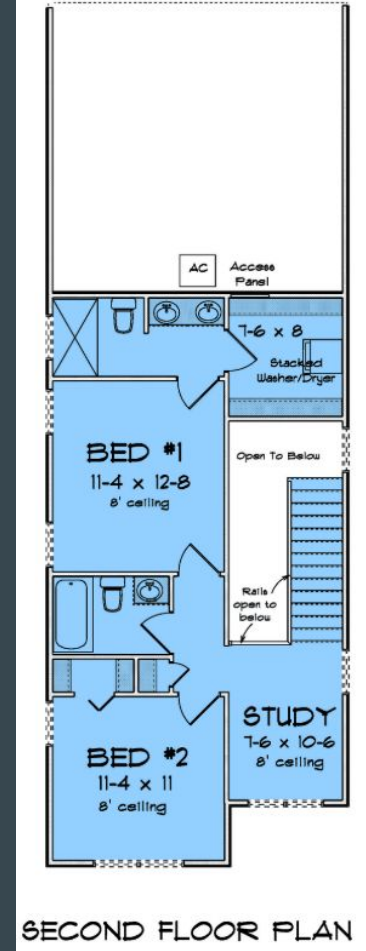 AC
Access
Panel
7-6 x 8
Stacked
Washer/Dryer
BED #1
11-4 x 12-8
8' ceiling
Open To Below
Rails
open to
below
STUDY
7-6 x 10-6
8' ceiling
BED #2
11-4 x 11
8' ceiling
SECOND FLOOR PLAN